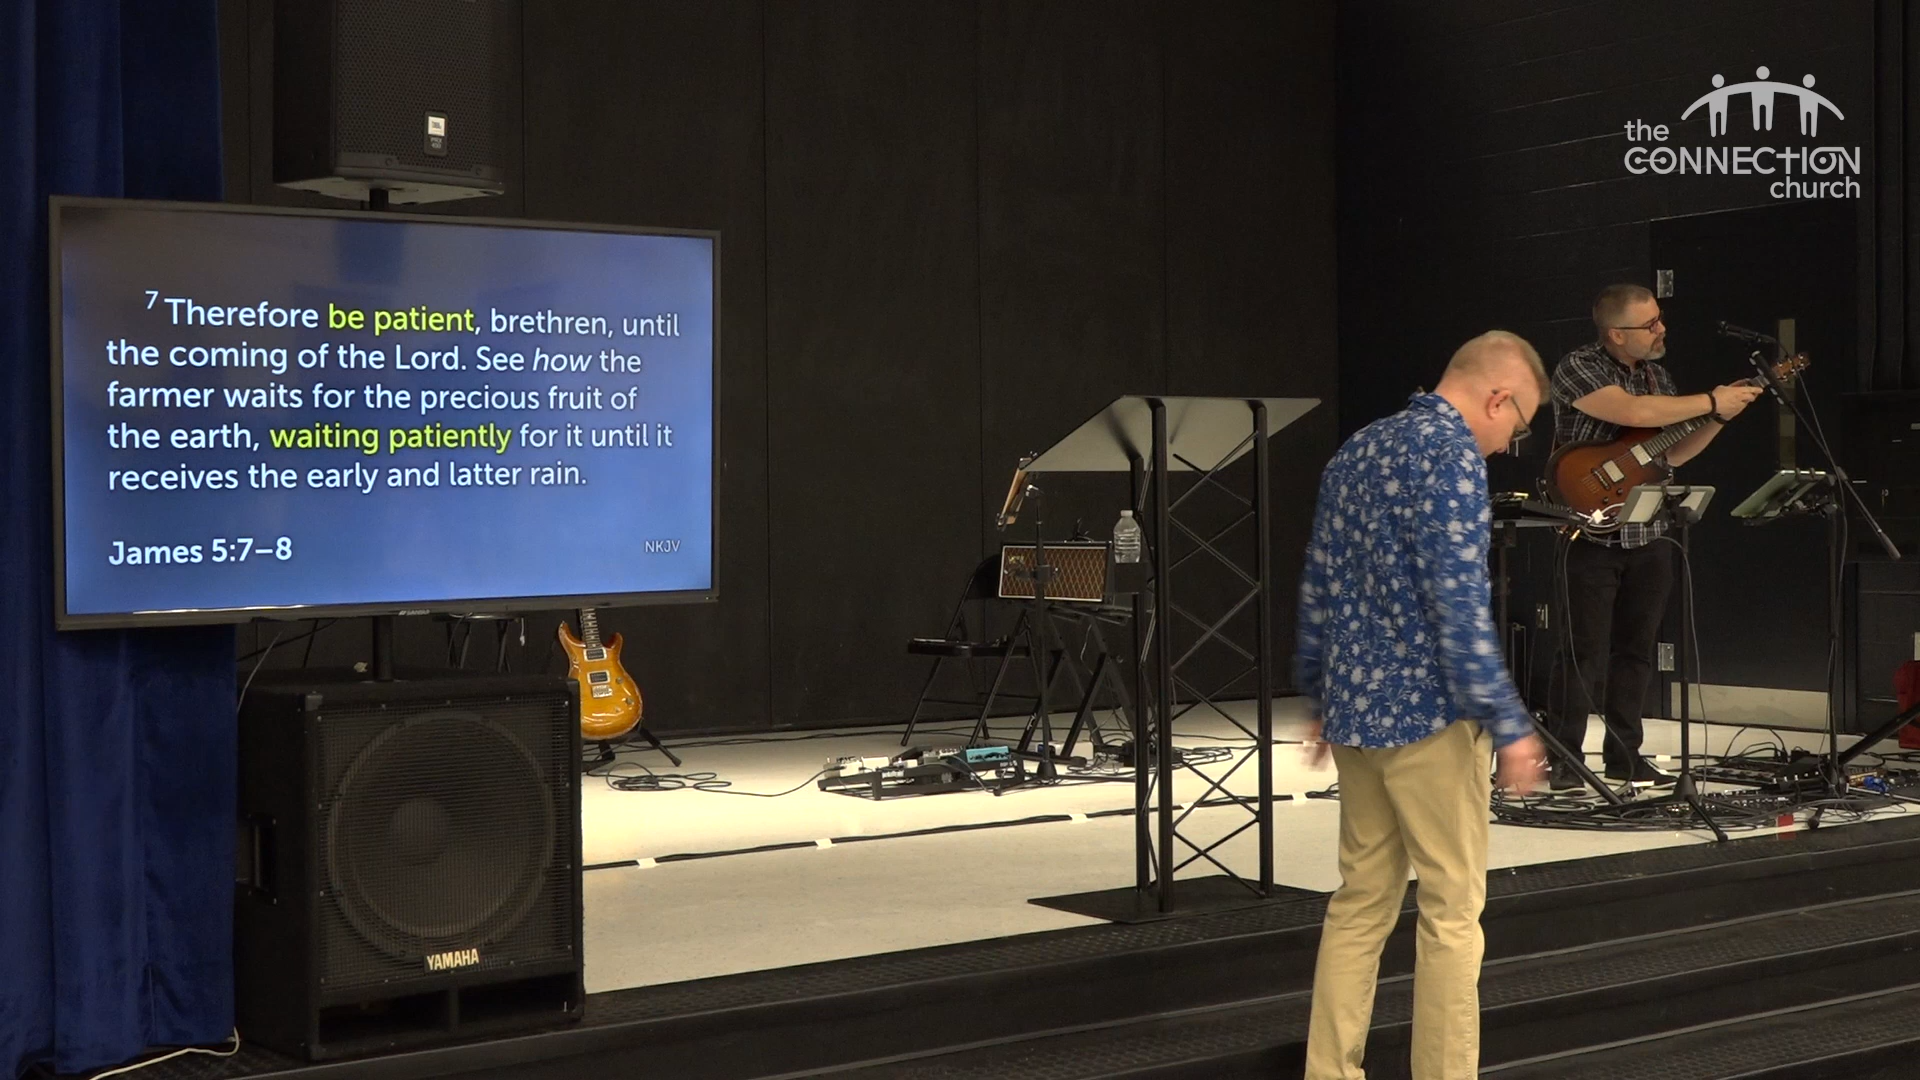 the
CONNECTION
church
7 Therefore be patient, brethren, until
the coming of the Lord. See how the
farmer waits for the precious fruit of
the earth, waiting patiently for it until it
receives the early and latter rain.
James 5:7–8
NKJV
YAMAHA